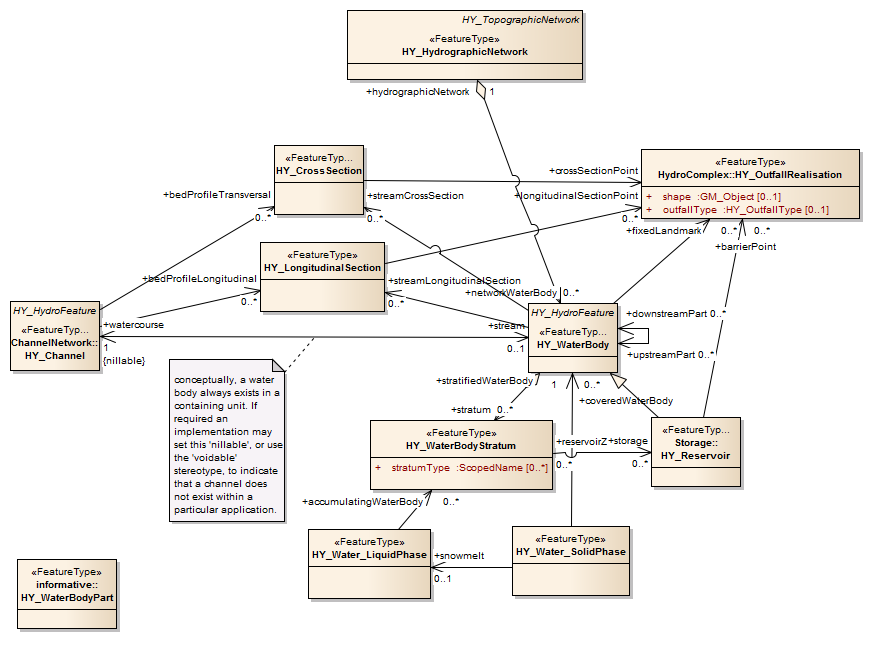 HY_TopographicNetwork
«FeatureType»
HY_HydrographicNetwork
+hydrographicNetwork
1
«FeatureTyp...
HY_CrossSection
+crossSectionPoint
«FeatureType»
HydroComplex::HY_OutfallRealisation
+ shape :GM_Object [0..1]
+ outfallType :HY_OutfallType [0..1]
+bedProfileTransversal
0..*
+streamCrossSection
0..*
+longitudinalSectionPoint
0..*
+fixedLandmark
0..*
0..*
+barrierPoint
«FeatureType»
HY_LongitudinalSection
+bedProfileLongitudinal
0..*
+streamLongitudinalSection
0..*
+networkWaterBody
0..*
HY_HydroFeature
«FeatureTyp...
ChannelNetwork::
HY_Channel
+watercourse
1
{nillable}
+stream
0..1
HY_HydroFeature
«FeatureTyp...
HY_WaterBody
+downstreamPart 0..*
+upstreamPart 0..*
conceptually, a water
body always exists in a
containing unit. If
required an
implementation may
set this 'nillable', or use
the 'voidable'
stereotype, to indicate
that a channel does
not exist within a
particular application.
+stratifiedWaterBody
1
0..*
+coveredWaterBody
+stratum
0..*
«FeatureType»
HY_WaterBodyStratum
+ stratumType :ScopedName [0..*]
+reservoirZ
0..*
+storage
0..*
«FeatureTyp...
Storage::
HY_Reservoir
+accumulatingWaterBody
0..*
«FeatureType»
HY_Water_LiquidPhase
+snowmelt
0..1
«FeatureType»
HY_Water_SolidPhase
«FeatureType»
informative::
HY_WaterBodyPart